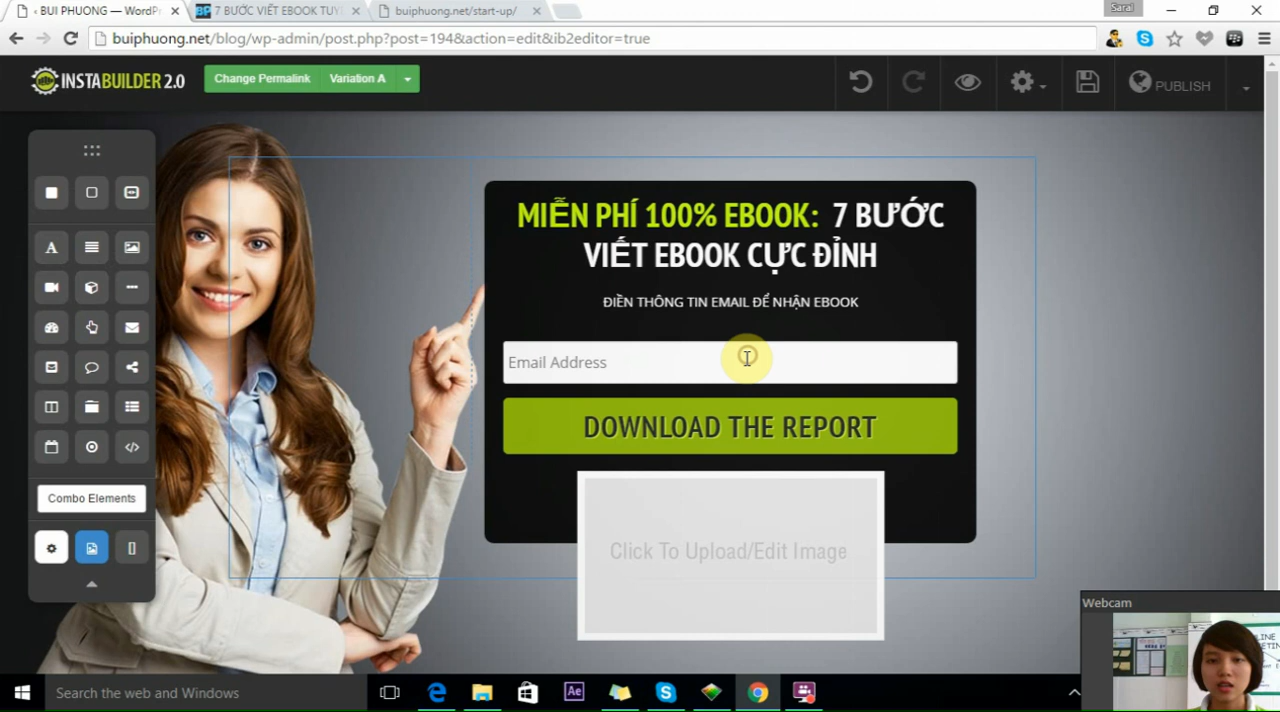 ‹ BUI PHUONG — WordPr
7 BƯỚC VIẾT EBOOK TUY
buiphuong.net/start-up/
Saral
buiphuong.net/blog/wp-admin/post.php?post=194&action=edit&ib2editor=true
INSTABUILDER 2.0
Change Permalink
Variation A
PUBLISH
MIỄN PHÍ 100% EBOOK: 7 BƯỚC
VIẾT EBOOK CỰC ĐỈNH
ĐIỀN THÔNG TIN EMAIL ĐỂ NHẬN EBOOK
Email Address
DOWNLOAD THE REPORT
Click To Upload/Edit Image
Combo Elements
Webcam
Search the web and Windows